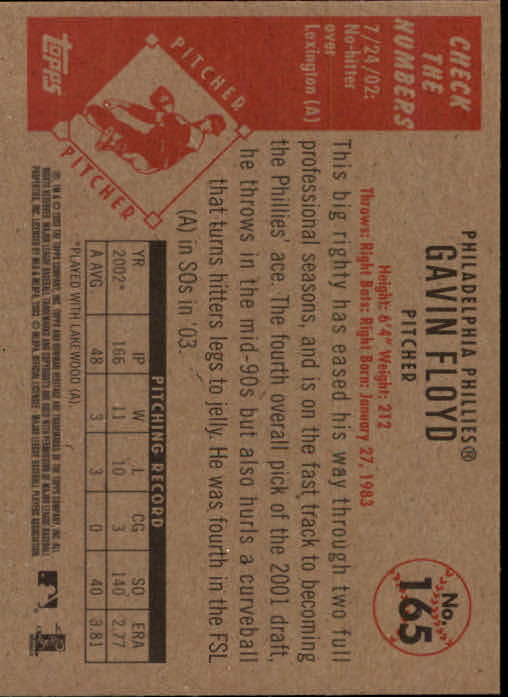 No.
165
PHILADELPHIA PHILLIES®
GAVIN FLOYD
PITCHER
Height: 6'4" Weight: 212
Throws: Right Bats: Right Born: January 27, 1983
CHECK
THE
NUMBERS
7/24/02:
No-hitter
over
Lexington (A)
PITCHER
PITCHER
Topps
This big righty has eased his way through two full
professional seasons, and is on the fast track to becoming
the Phillies' ace. The fourth overall pick of the 2001 draft,
he throws in the mid-90s but also hurls a curveball
that turns hitters legs to jelly. He was fourth in the FSL
(A) in SOs in '03.
PITCHING RECORD
YR IP W L CG SO ERA
2002* 166 11 10 3 140 2.77
A AVG. 48 3 3 0 40 3.81
*PLAYED WITH LAKEWOOD (A).